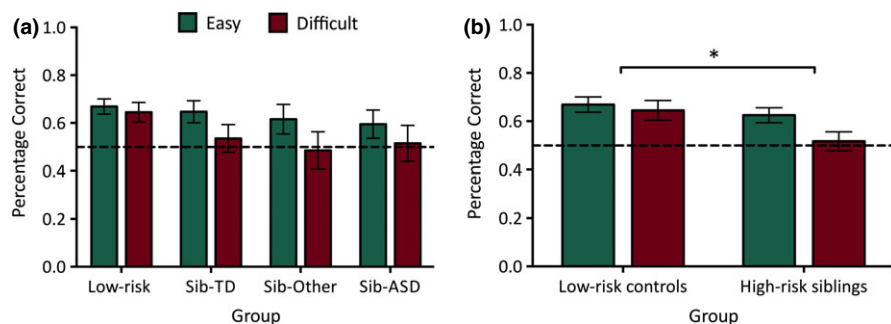 (a)
Easy Difficult
Percentage Correct
1.0
0.8
0.6
0.4
0.2
0.0
Low-risk Sib-TD Sib-Other Sib-ASD
Group
(b)
Percentage Correct
1.0
0.8
0.6
0.4
0.2
0.0
*
Low-risk controls High-risk siblings
Group